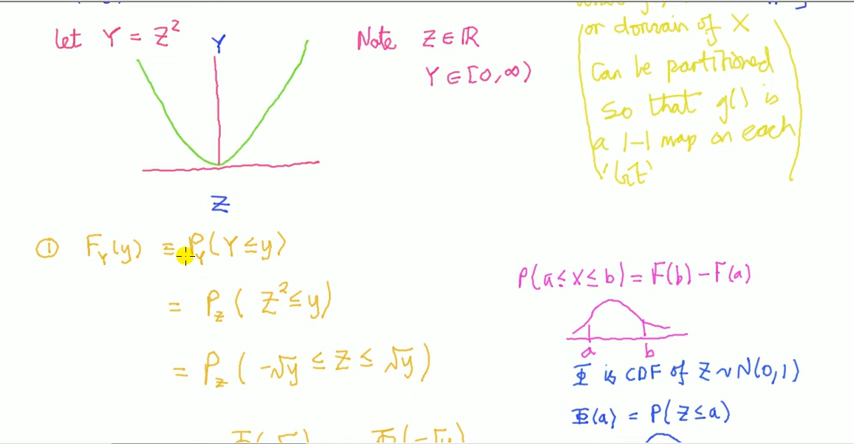 let Y = Z²
Y
Z
Note Z ∈ ℝ
Y ∈ [0, ∞)
or domain of X
Can be partitioned
so that g() is
a 1-1 map on each
'bit'
① F_Y(y) ≡ P_Y(Y ≤ y)
= P_Z( Z² ≤ y)
= P_Z( -√y ≤ Z ≤ √y)
P(a ≤ X ≤ b) = F(b) - F(a)
a b
Φ is CDF of Z ~ N(0,1)
Φ(a) = P(Z ≤ a)